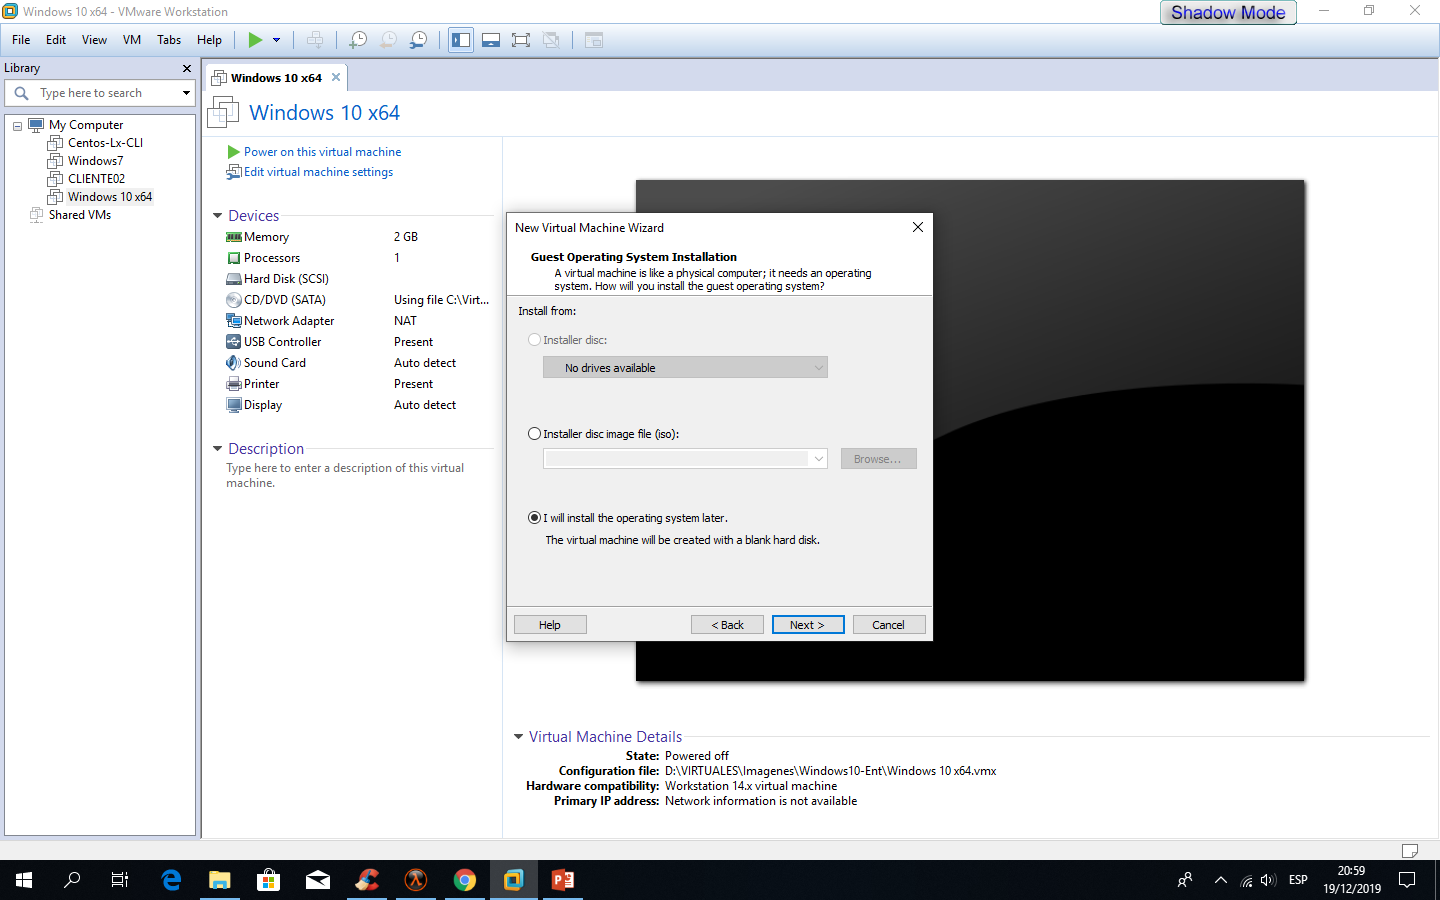 Windows 10 x64 - VMware Workstation
Shadow Mode
File Edit View VM Tabs Help
Library
Type here to search
My Computer
Centos-Lx-CLI
Windows7
CLIENTE02
Windows 10 x64
Shared VMs
Windows 10 x64
Windows 10 x64
Power on this virtual machine
Edit virtual machine settings
Devices
Memory 2 GB
Processors 1
Hard Disk (SCSI)
CD/DVD (SATA) Using file C:\Virt...
Network Adapter NAT
USB Controller Present
Sound Card Auto detect
Printer Present
Display Auto detect
Description
Type here to enter a description of this virtual
machine.
New Virtual Machine Wizard
Guest Operating System Installation
A virtual machine is like a physical computer; it needs an operating
system. How will you install the guest operating system?
Install from:
Installer disc:
No drives available
Installer disc image file (iso):
Browse...
I will install the operating system later.
The virtual machine will be created with a blank hard disk.
Help < Back Next > Cancel
Virtual Machine Details
State: Powered off
Configuration file: D:\VIRTUALES\Imagenes\Windows10-Ent\Windows 10 x64.vmx
Hardware compatibility: Workstation 14.x virtual machine
Primary IP address: Network information is not available
ESP
20:59
19/12/2019